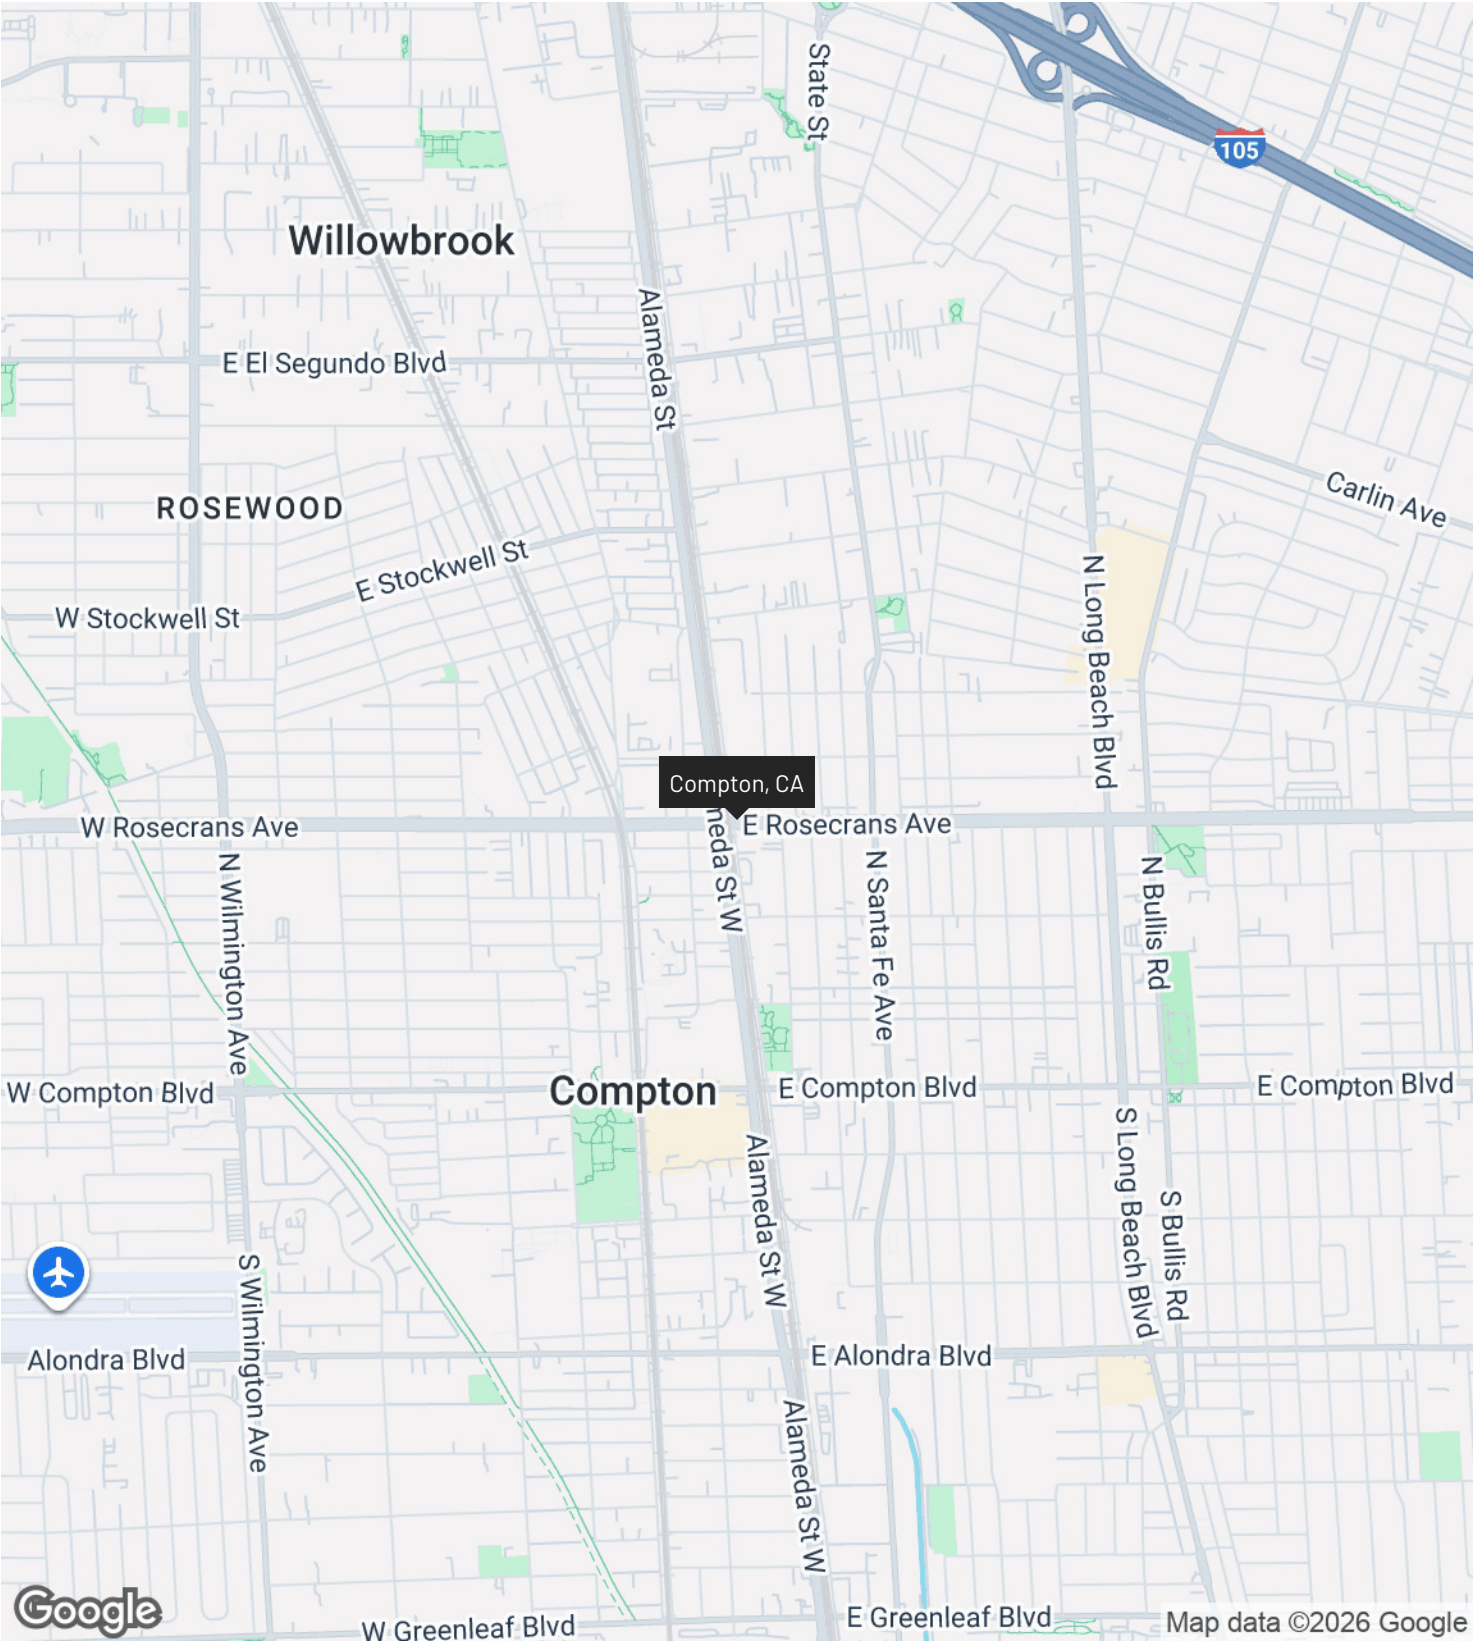 State St
105
Willowbrook
Alameda St
E El Segundo Blvd
Carlin Ave
ROSEWOOD
E Stockwell St
W Stockwell St
N Long Beach Blvd
Compton, CA
W Rosecrans Ave
E Rosecrans Ave
meda St W
N Wilmington Ave
N Santa Fe Ave
N Bullis Rd
W Compton Blvd
Compton
E Compton Blvd
E Compton Blvd
S Long Beach Blvd
Alameda St W
S Bullis Rd
S Wilmington Ave
Alondra Blvd
E Alondra Blvd
Alameda St W
Google
W Greenleaf Blvd
E Greenleaf Blvd
Map data ©2026 Google